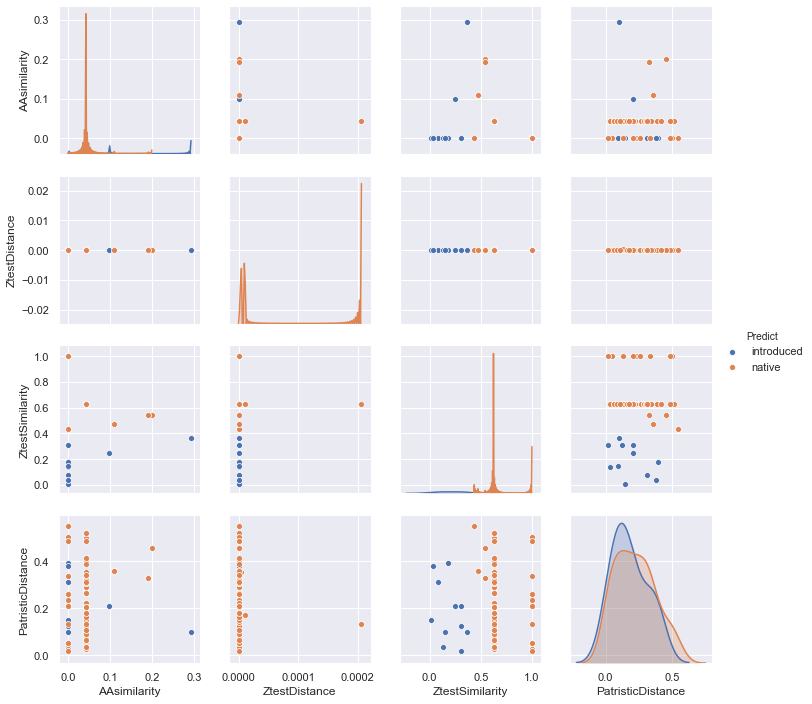 0.3
0.2
0.1
0.0
AAsimilarity
0.02
0.01
0.00
−0.01
−0.02
ZtestDistance
Predict
introduced
native
1.0
0.8
0.6
0.4
0.2
0.0
ZtestSimilarity
0.4
0.2
0.0
PatristicDistance
0.0 0.1 0.2 0.3
AAsimilarity
0.0000 0.0001 0.0002
ZtestDistance
0.0 0.5 1.0
ZtestSimilarity
0.0 0.5
PatristicDistance